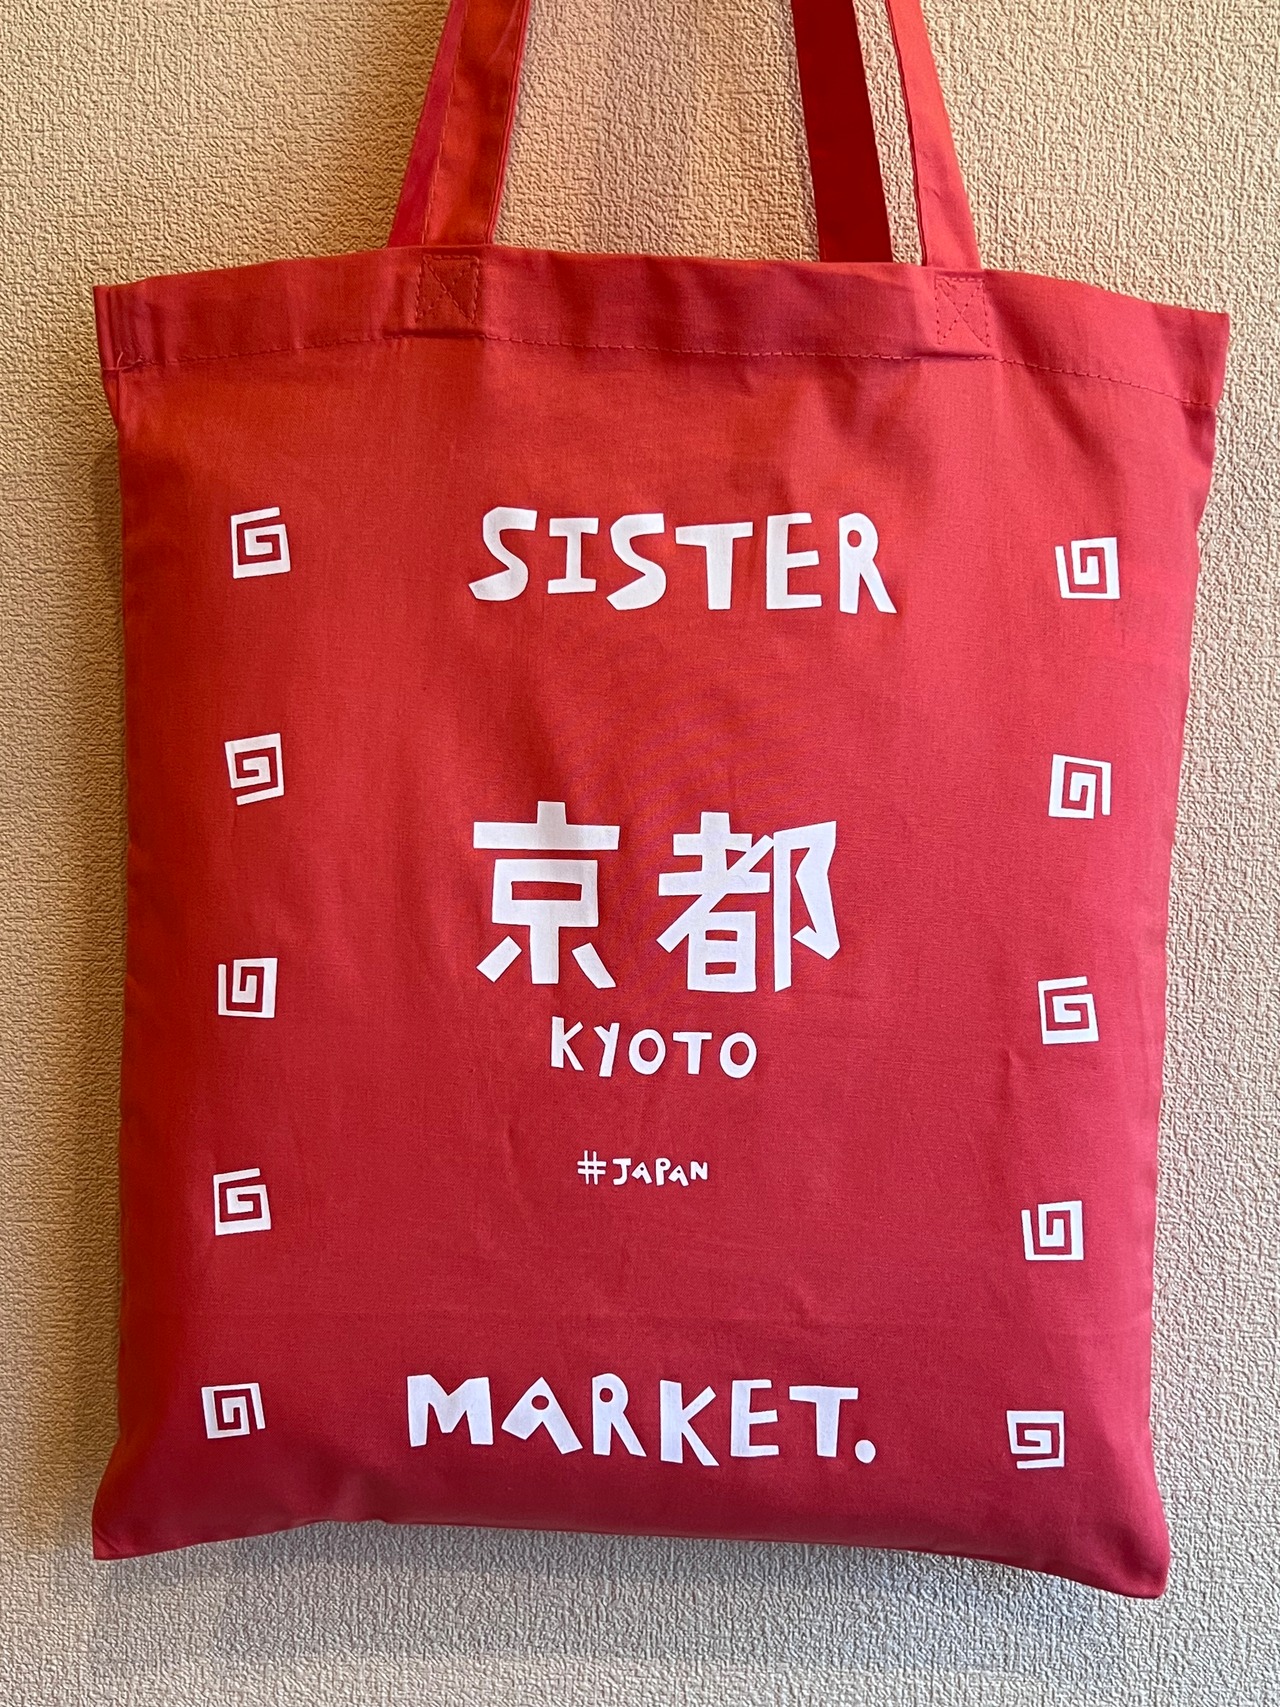 SISTER
京都
KYOTO
#JAPAN
MARKET.